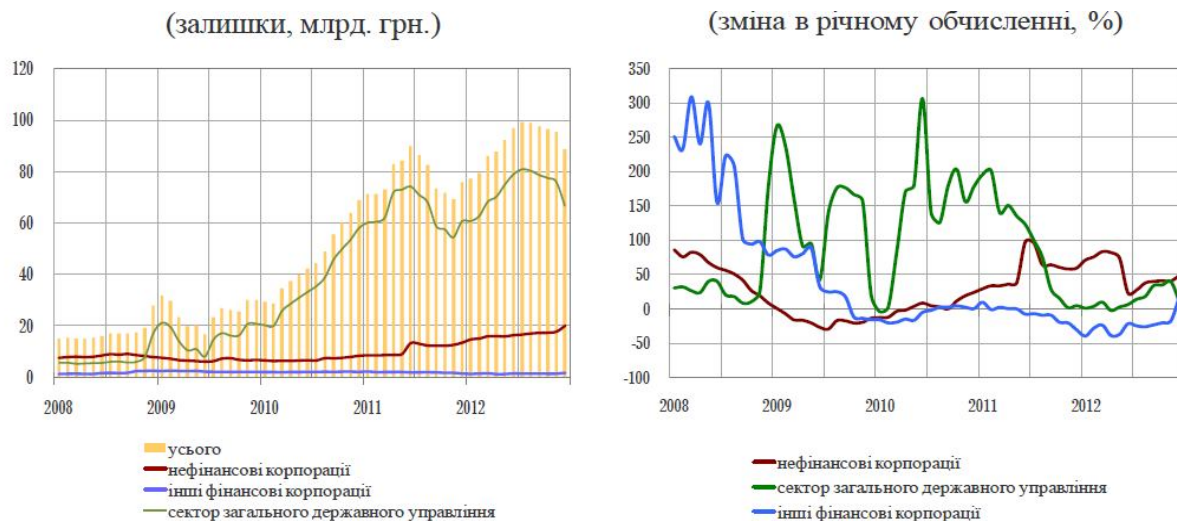 (залишки, млрд. грн.)
120
100
80
60
40
20
0
2008 2009 2010 2011 2012
усього
нефінансові корпорації
інші фінансові корпорації
сектор загального державного управління
(зміна в річному обчисленні, %)
350
300
250
200
150
100
50
0
-50
-100
2008 2009 2010 2011 2012
нефінансові корпорації
сектор загального державного управління
інші фінансові корпорації